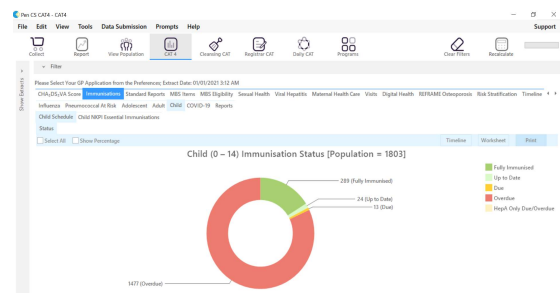 Pen CS CAT4 - CAT4
File Edit View Tools Data Submission Prompts Help Support
Collect Report View Population CAT 4 Cleansing CAT Registrar CAT Daily CAT Programs Clear Filters Recalculate
Filter
Show Extracts
Please Select Your GP Application from the Preferences; Extract Date: 01/01/2021 3:12 AM
CHA₂DS₂VA Score Immunisations Standard Reports MBS Items MBS Eligibility Sexual Health Viral Hepatitis Maternal Health Care Visits Digital Health REFRAME Osteoporosis Risk Stratification Timeline
Influenza Pneumococcal At Risk Adolescent Adult Child COVID-19 Reports
Child Schedule Child NKPI Essential Immunisations
Status
Select All Show Percentage Timeline Worksheet Print
Child (0 – 14) Immunisation Status [Population = 1803]
289 (Fully Immunised)
24 (Up to Date)
13 (Due)
1477 (Overdue)
Fully Immunised
Up to Date
Due
Overdue
HepA Only Due/Overdue